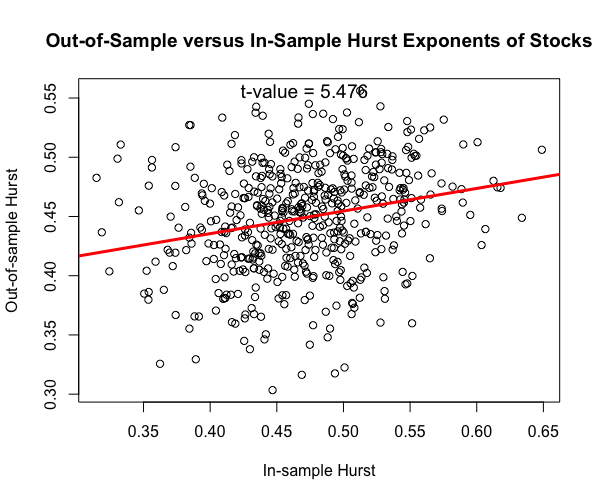 Out-of-Sample versus In-Sample Hurst Exponents of Stocks
t-value = 5.476
0.55
0.50
0.45
0.40
0.35
0.30
Out-of-sample Hurst
0.35 0.40 0.45 0.50 0.55 0.60 0.65
In-sample Hurst